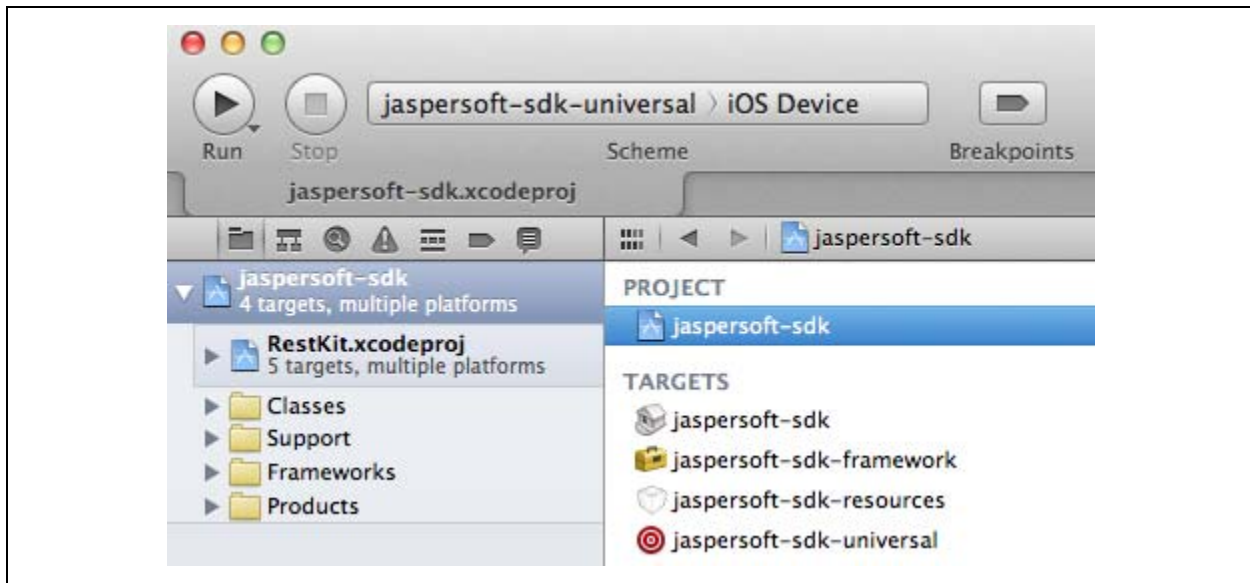 jaspersoft-sdk-universal 〉 iOS Device
Run Stop Scheme Breakpoints
jaspersoft-sdk.xcodeproj
jaspersoft-sdk
jaspersoft-sdk
4 targets, multiple platforms
RestKit.xcodeproj
5 targets, multiple platforms
Classes
Support
Frameworks
Products
PROJECT
jaspersoft-sdk
TARGETS
jaspersoft-sdk
jaspersoft-sdk-framework
jaspersoft-sdk-resources
jaspersoft-sdk-universal